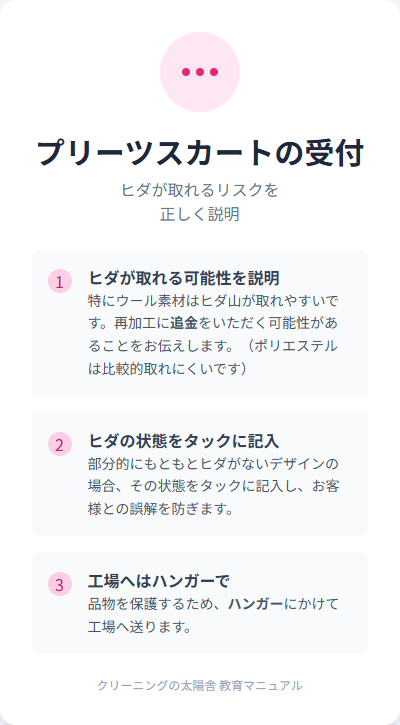 プリーツスカートの受付
ヒダが取れるリスクを
正しく説明
1
ヒダが取れる可能性を説明
特にウール素材はヒダ山が取れやすいで
す。再加工に追金をいただく可能性があ
ることをお伝えします。（ポリエステル
は比較的取れにくいです）
2
ヒダの状態をタックに記入
部分的にもともとヒダがないデザインの
場合、その状態をタックに記入し、お客
様との誤解を防ぎます。
3
工場へはハンガーで
品物を保護するため、ハンガーにかけて
工場へ送ります。
クリーニングの太陽舎 教育マニュアル